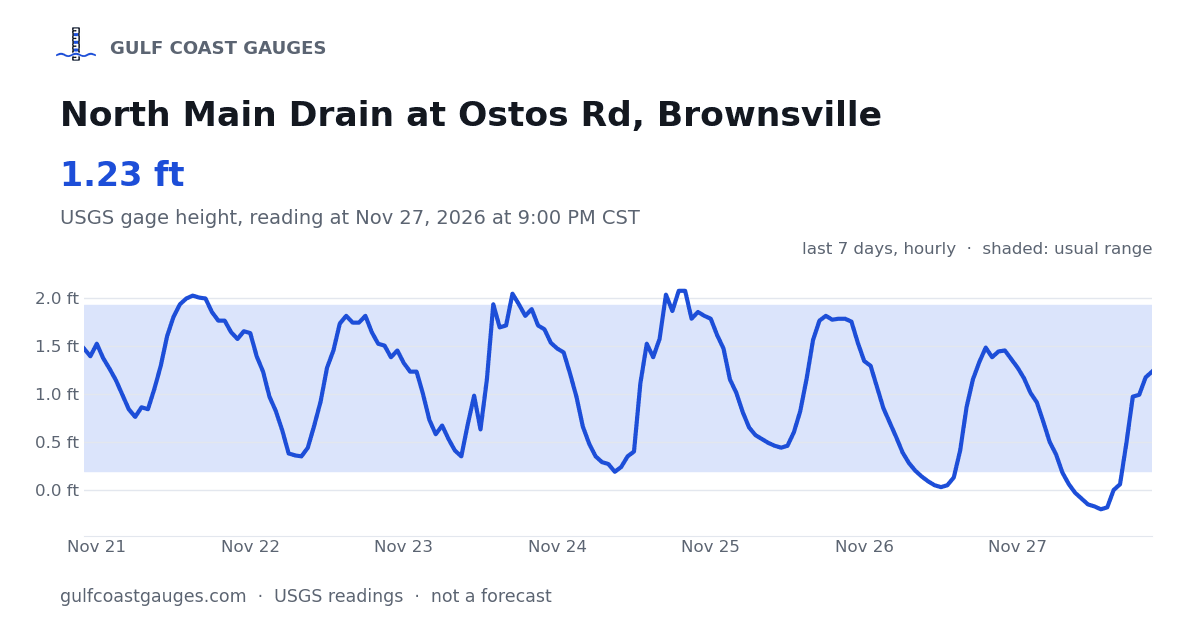 GULF COAST GAUGES
North Main Drain at Ostos Rd, Brownsville
1.23 ft
USGS gage height, reading at Nov 27, 2026 at 9:00 PM CST
last 7 days, hourly · shaded: usual range
2.0 ft
1.5 ft
1.0 ft
0.5 ft
0.0 ft
Nov 21 Nov 22 Nov 23 Nov 24 Nov 25 Nov 26 Nov 27
gulfcoastgauges.com · USGS readings · not a forecast